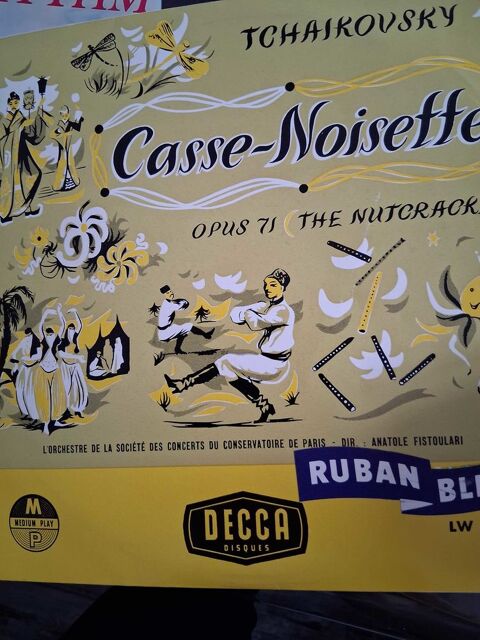 TCHAIKOVSKY
Casse-Noisette
OPUS 71 (THE NUTCRACK
L'ORCHESTRE DE LA SOCIÉTÉ DES CONCERTS DU CONSERVATOIRE DE PARIS - DIR. : ANATOLE FISTOULARI
RUBAN BL
M
MEDIUM PLAY
P
DECCA
DISQUES
LW